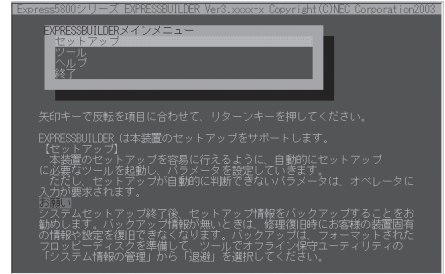 Express5800シリーズ EXPRESSBUILDER Ver3.xxxx-x Copyright(C)NEC Corporation2003
EXPRESSBUILDERメインメニュー
セットアップ
ツール
ヘルプ
終了
矢印キーで反転を項目に合わせて、リターンキーを押してください。
EXPRESSBUILDER は本装置のセットアップをサポートします。
【セットアップ】
本装置のセットアップを容易に行えるように、自動的にセットアップ
に必要なツールを起動し、パラメータを設定していきます。
ただし、セットアップが自動的に判断できないパラメータは、オペレータに
入力が要求されます。
お願い
システムセットアップ終了後、セットアップ情報をバックアップすることをお
勧めします。バックアップ情報が無いときは、修理復旧時にお客様の装置固有
の情報や設定を復旧できなくなります。バックアップは、フォーマットされた
フロッピーディスクを準備して、ツールでオフライン保守ユーティリティの
「システム情報の管理」から「退避」を選択してください。